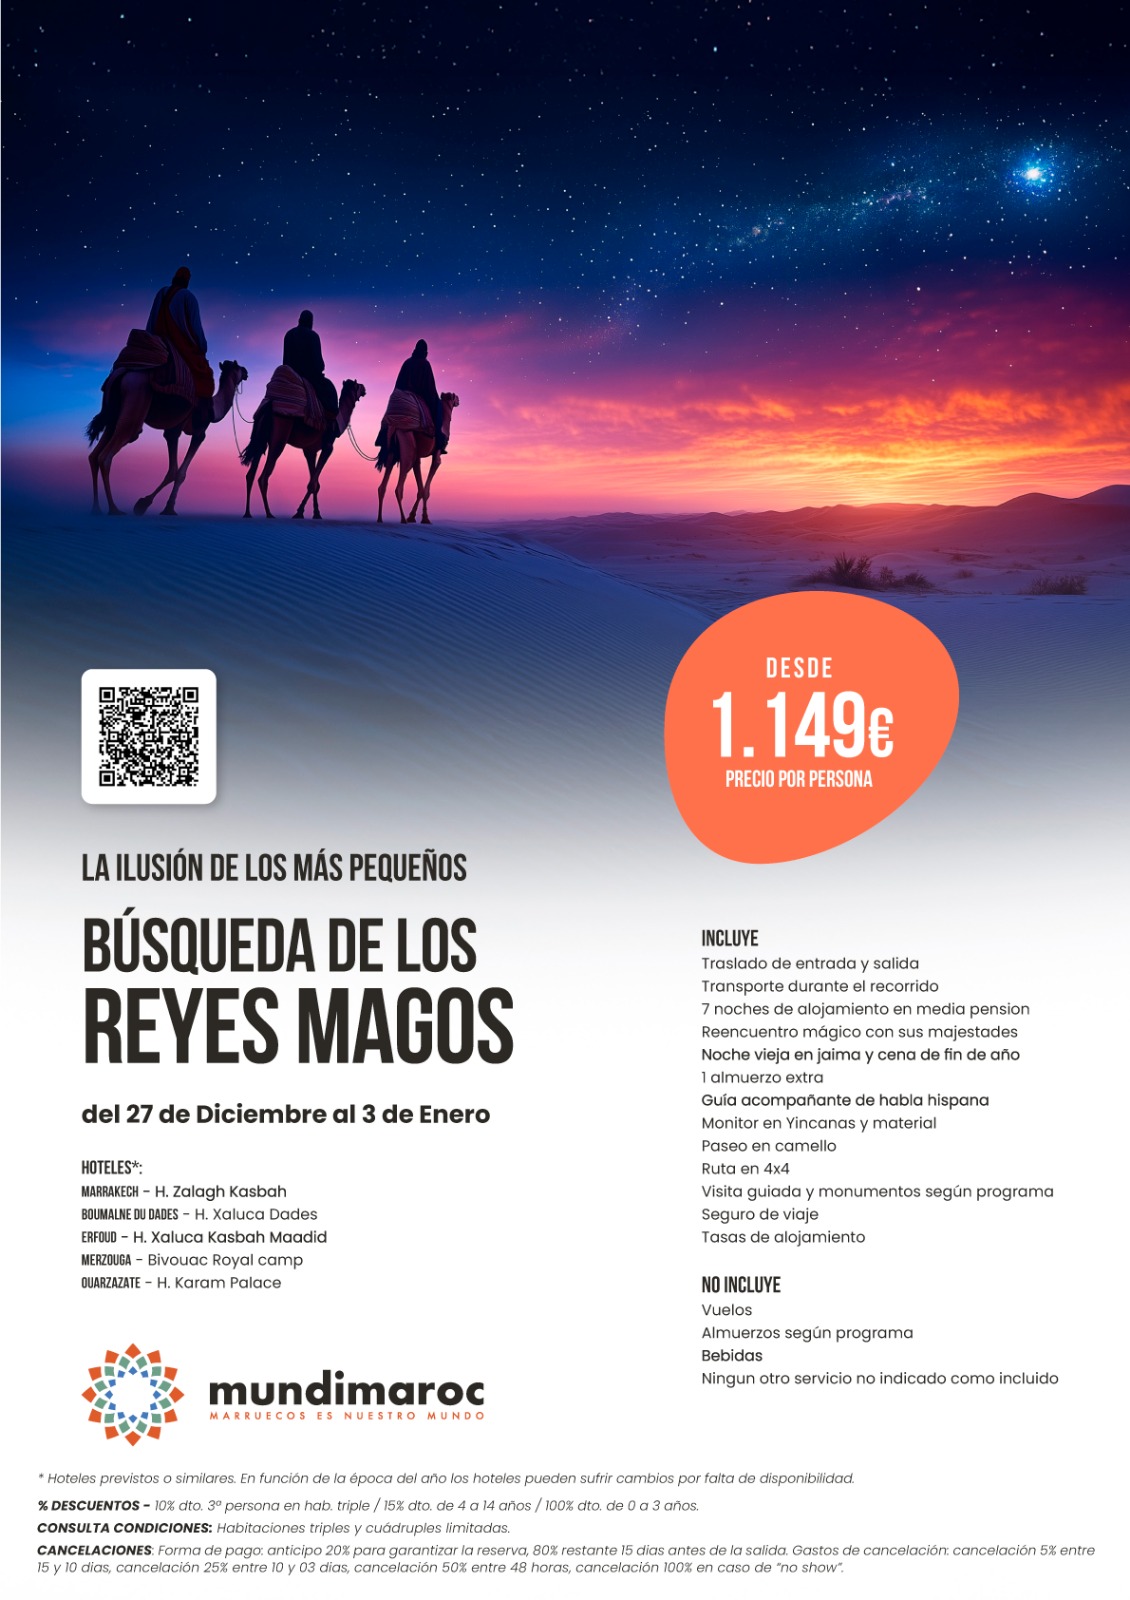 DESDE
1.149€
PRECIO POR PERSONA
LA ILUSIÓN DE LOS MÁS PEQUEÑOS
BÚSQUEDA DE LOS
REYES MAGOS
del 27 de Diciembre al 3 de Enero
HOTELES*:
MARRAKECH – H. Zalagh Kasbah
BOUMALNE DU DADES – H. Xaluca Dades
ERFOUD – H. Xaluca Kasbah Maadid
MERZOUGA – Bivouac Royal camp
OUARZAZATE – H. Karam Palace
INCLUYE
Traslado de entrada y salida
Transporte durante el recorrido
7 noches de alojamiento en media pension
Reencuentro mágico con sus majestades
Noche vieja en jaima y cena de fin de año
1 almuerzo extra
Guía acompañante de habla hispana
Monitor en Yincanas y material
Paseo en camello
Ruta en 4x4
Visita guiada y monumentos según programa
Seguro de viaje
Tasas de alojamiento
NO INCLUYE
Vuelos
Almuerzos según programa
Bebidas
Ningun otro servicio no indicado como incluido
mundimaroc
MARRUECOS ES NUESTRO MUNDO
* Hoteles previstos o similares. En función de la época del año los hoteles pueden sufrir cambios por falta de disponibilidad.
% DESCUENTOS – 10% dto. 3ª persona en hab. triple / 15% dto. de 4 a 14 años / 100% dto. de 0 a 3 años.
CONSULTA CONDICIONES: Habitaciones triples y cuádruples limitadas.
CANCELACIONES: Forma de pago: anticipo 20% para garantizar la reserva, 80% restante 15 dias antes de la salida. Gastos de cancelación: cancelación 5% entre
15 y 10 dias, cancelación 25% entre 10 y 03 dias, cancelación 50% entre 48 horas, cancelación 100% en caso de “no show”.